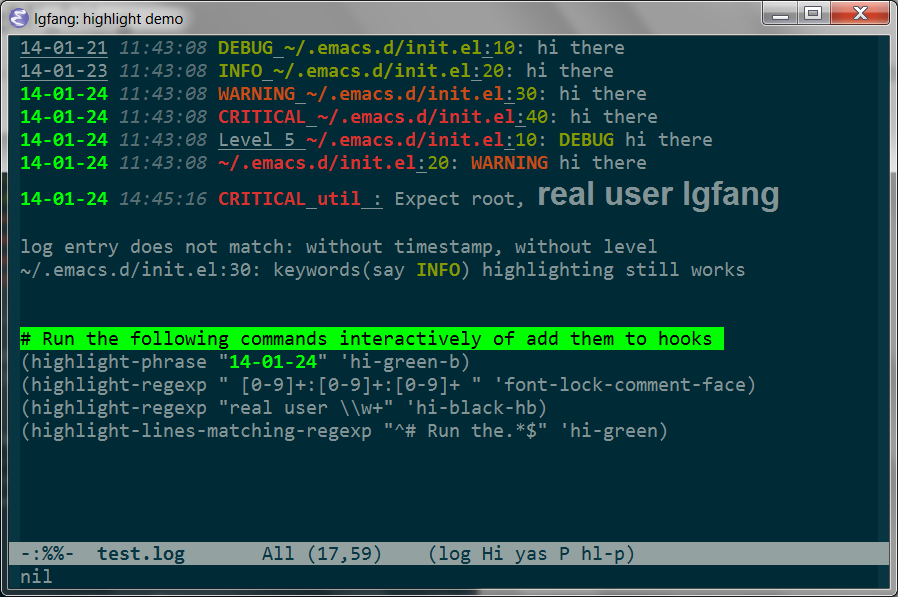 lgfang: highlight demo
14-01-21 11:43:08 DEBUG_~/.emacs.d/init.el:10: hi there
14-01-23 11:43:08 INFO_~/.emacs.d/init.el:20: hi there
14-01-24 11:43:08 WARNING_~/.emacs.d/init.el:30: hi there
14-01-24 11:43:08 CRITICAL_~/.emacs.d/init.el:40: hi there
14-01-24 11:43:08 Level 5 ~/.emacs.d/init.el:10: DEBUG hi there
14-01-24 11:43:08 ~/.emacs.d/init.el:20: WARNING hi there
14-01-24 14:45:16 CRITICAL_util_: Expect root, real user lgfang
log entry does not match: without timestamp, without level
~/.emacs.d/init.el:30: keywords(say INFO) highlighting still works
# Run the following commands interactively of add them to hooks
(highlight-phrase "14-01-24" 'hi-green-b)
(highlight-regexp " [0-9]+:[0-9]+:[0-9]+ " 'font-lock-comment-face)
(highlight-regexp "real user \\w+" 'hi-black-hb)
(highlight-lines-matching-regexp "^# Run the.*$" 'hi-green)
-:%%-  test.log       All (17,59)    (log Hi yas P hl-p)
nil